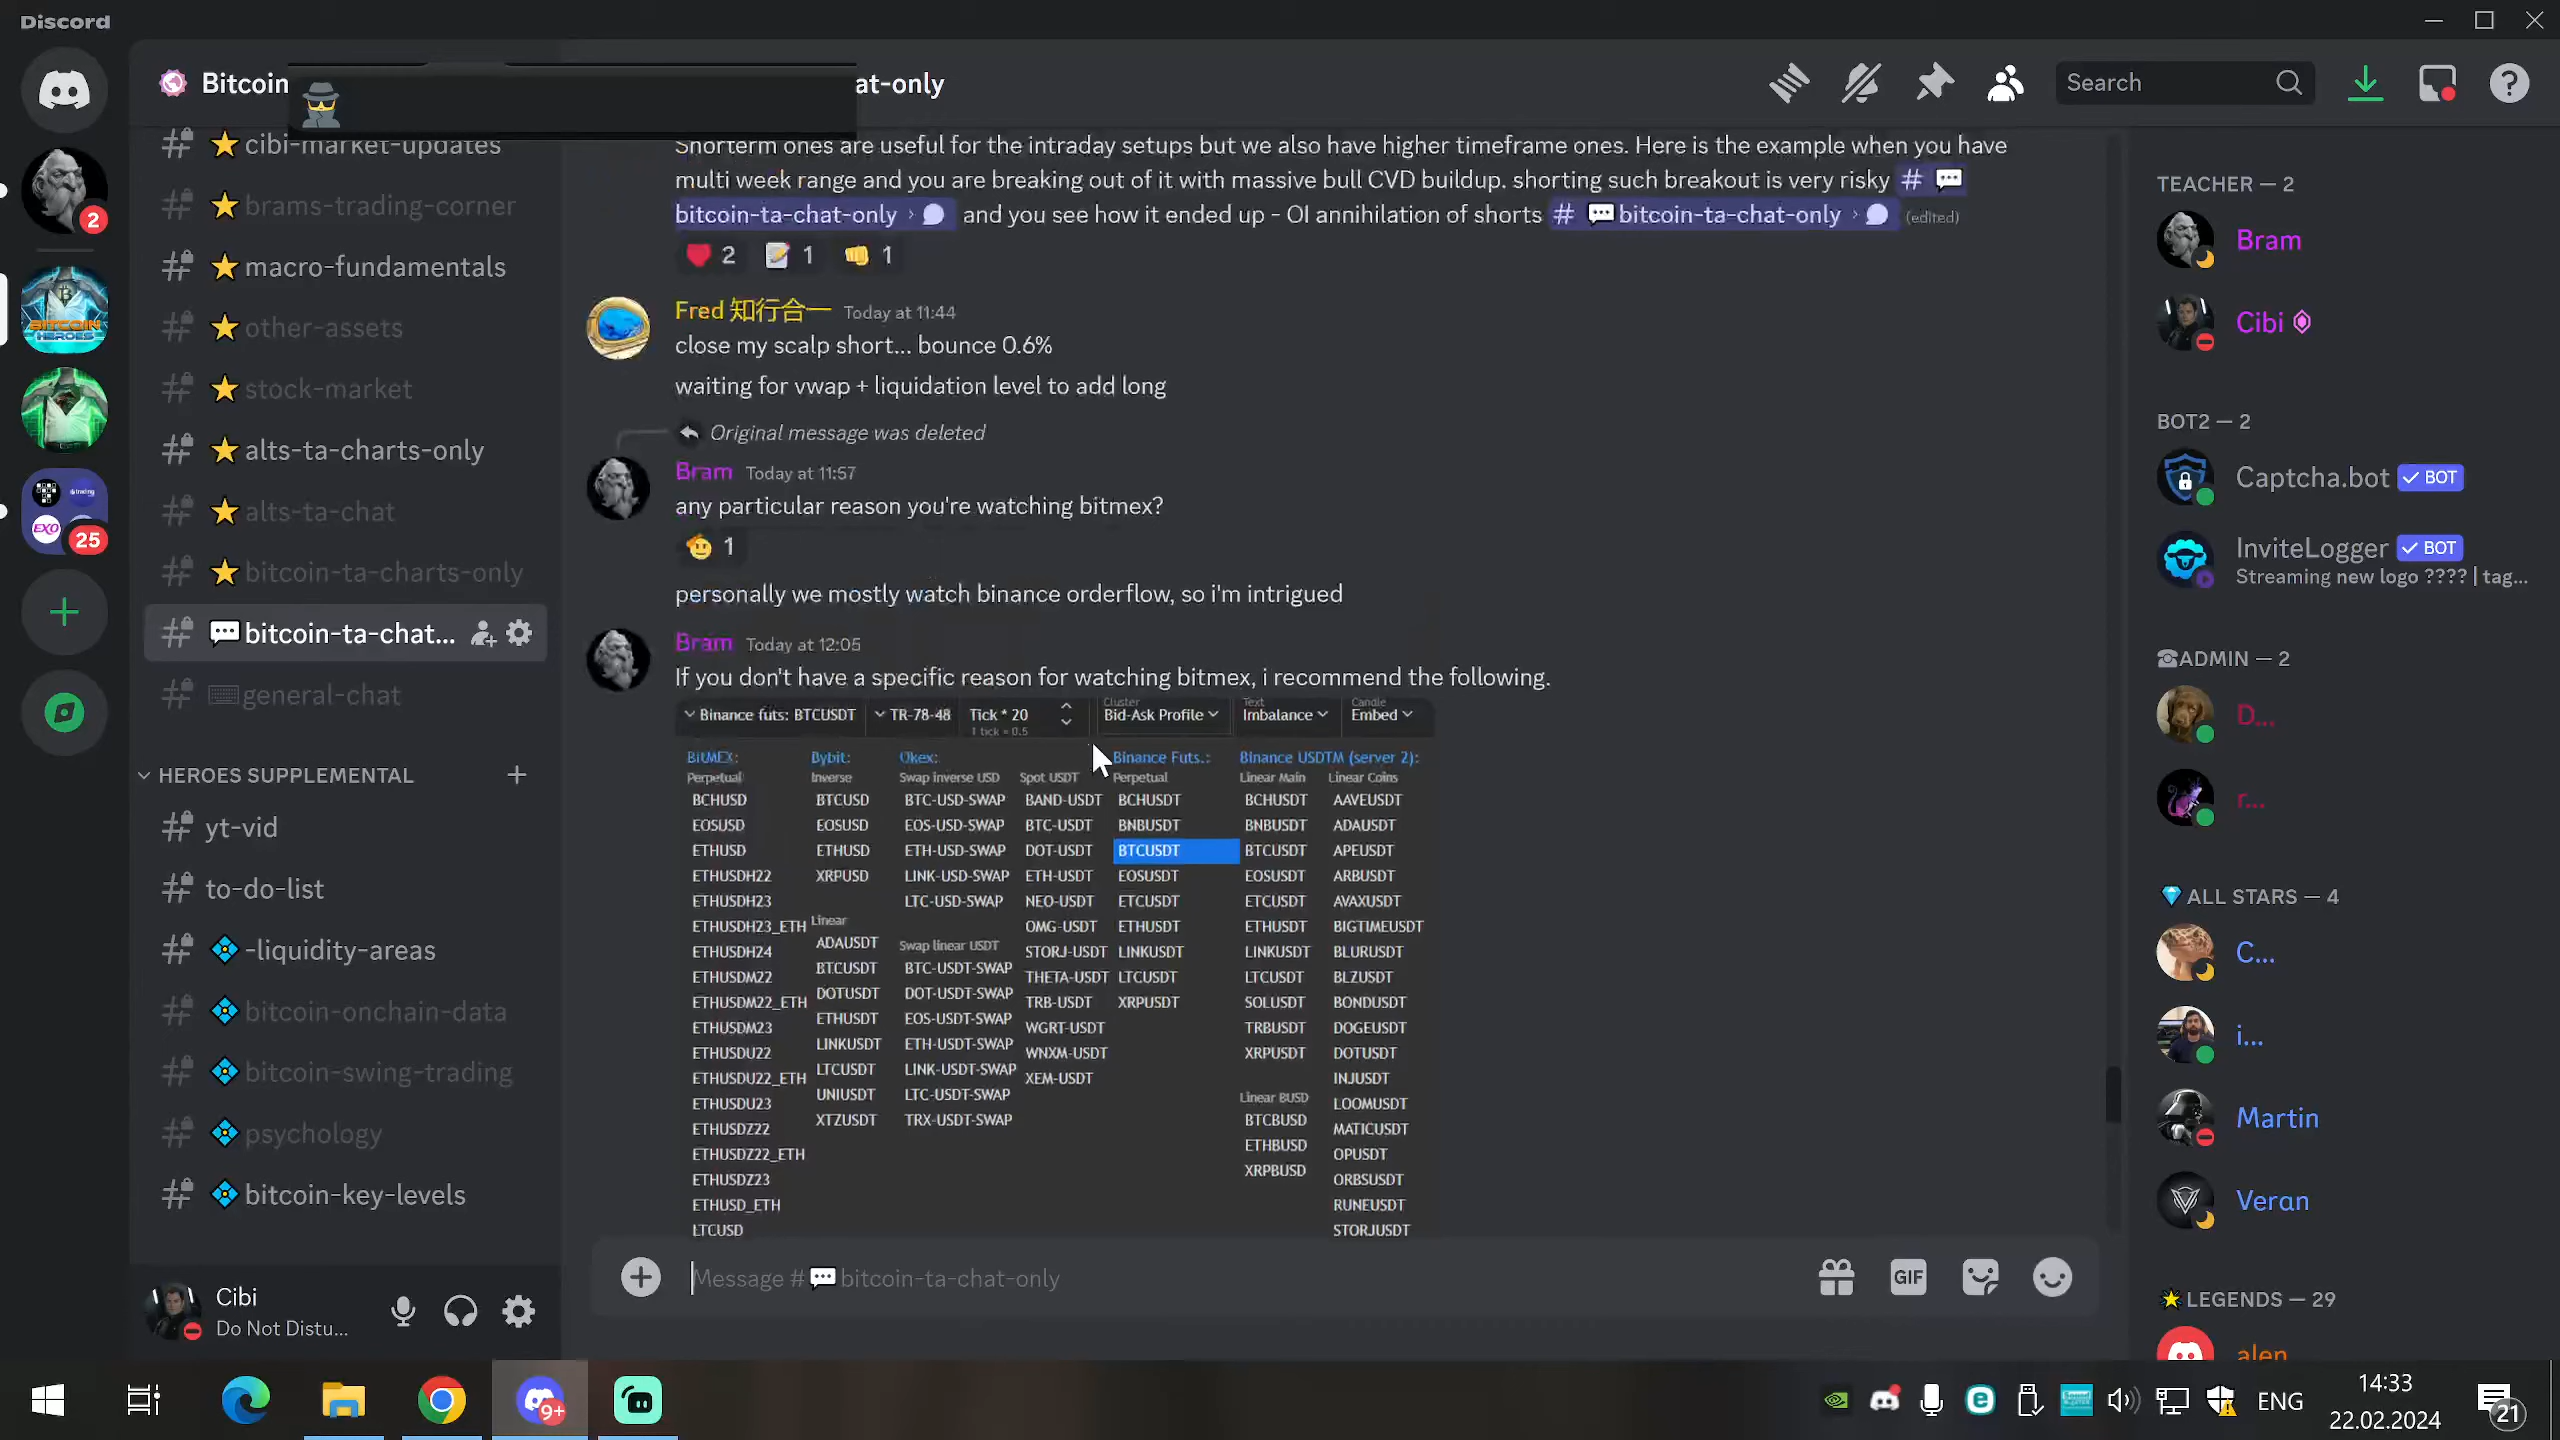 Discord
Bitcoin
at-only
Search
2
25
cibi-market-updates
brams-trading-corner
macro-fundamentals
other-assets
stock-market
alts-ta-charts-only
alts-ta-chat
bitcoin-ta-charts-only
bitcoin-ta-chat...
general-chat
HEROES SUPPLEMENTAL
yt-vid
to-do-list
-liquidity-areas
bitcoin-onchain-data
bitcoin-swing-trading
psychology
bitcoin-key-levels
Cibi
Do Not Distu...
Shorterm ones are useful for the intraday setups but we also have higher timeframe ones. Here is the example when you have
multi week range and you are breaking out of it with massive bull CVD buildup. shorting such breakout is very risky # 💬
bitcoin-ta-chat-only › and you see how it ended up - OI annihilation of shorts # 💬bitcoin-ta-chat-only › (edited)
2 1 1
Fred 知行合一 Today at 11:44
close my scalp short... bounce 0.6%
waiting for vwap + liquidation level to add long
Original message was deleted
Bram Today at 11:57
any particular reason you're watching bitmex?
1
personally we mostly watch binance orderflow, so i'm intrigued
Bram Today at 12:05
If you don't have a specific reason for watching bitmex, i recommend the following.
Binance futs: BTCUSDT TR-78-48 Tick * 20 1 tick = 0.5 Cluster Bid-Ask Profile Text Imbalance Candle Embed
BitMEX:
Perpetual
BCHUSD
EOSUSD
ETHUSD
ETHUSDH22
ETHUSDH23
ETHUSDH23_ETH
ETHUSDH24
ETHUSDM22
ETHUSDM22_ETH
ETHUSDM23
ETHUSDU22
ETHUSDU22_ETH
ETHUSDU23
ETHUSDZ22
ETHUSDZ22_ETH
ETHUSDZ23
ETHUSD_ETH
LTCUSD
Bybit:
Inverse
BTCUSD
EOSUSD
ETHUSD
XRPUSD
Linear
ADAUSDT
BTCUSDT
DOTUSDT
ETHUSDT
LINKUSDT
LTCUSDT
UNIUSDT
XTZUSDT
Okex:
Swap inverse USD
BTC-USD-SWAP
EOS-USD-SWAP
ETH-USD-SWAP
LINK-USD-SWAP
LTC-USD-SWAP
Swap linear USDT
BTC-USDT-SWAP
DOT-USDT-SWAP
EOS-USDT-SWAP
ETH-USDT-SWAP
LINK-USDT-SWAP
LTC-USDT-SWAP
TRX-USDT-SWAP
Spot USDT
BAND-USDT
BTC-USDT
DOT-USDT
ETH-USDT
NEO-USDT
OMG-USDT
STORJ-USDT
THETA-USDT
TRB-USDT
WGRT-USDT
WNXM-USDT
XEM-USDT
Binance Futs.:
Perpetual
BCHUSDT
BNBUSDT
BTCUSDT
EOSUSDT
ETCUSDT
ETHUSDT
LINKUSDT
LTCUSDT
XRPUSDT
Binance USDTM (server 2):
Linear Main
BCHUSDT
BNBUSDT
BTCUSDT
EOSUSDT
ETCUSDT
ETHUSDT
LINKUSDT
LTCUSDT
SOLUSDT
TRBUSDT
XRPUSDT
Linear BUSD
BTCBUSD
ETHBUSD
XRPBUSD
Linear Coins
AAVEUSDT
ADAUSDT
APEUSDT
ARBUSDT
AVAXUSDT
BIGTIMEUSDT
BLURUSDT
BLZUSDT
BONDUSDT
DOGEUSDT
DOTUSDT
INJUSDT
LOOMUSDT
MATICUSDT
OPUSDT
ORBSUSDT
RUNEUSDT
STORJUSDT
Message # 💬 bitcoin-ta-chat-only
GIF
TEACHER — 2
Bram
Cibi
BOT2 — 2
Captcha.bot ✓ BOT
InviteLogger ✓ BOT
Streaming new logo ???? | tag...
☎ADMIN — 2
D...
r...
ALL STARS — 4
C...
i...
Martin
Veran
LEGENDS — 29
alen
9+
ENG
14:33
22.02.2024
21